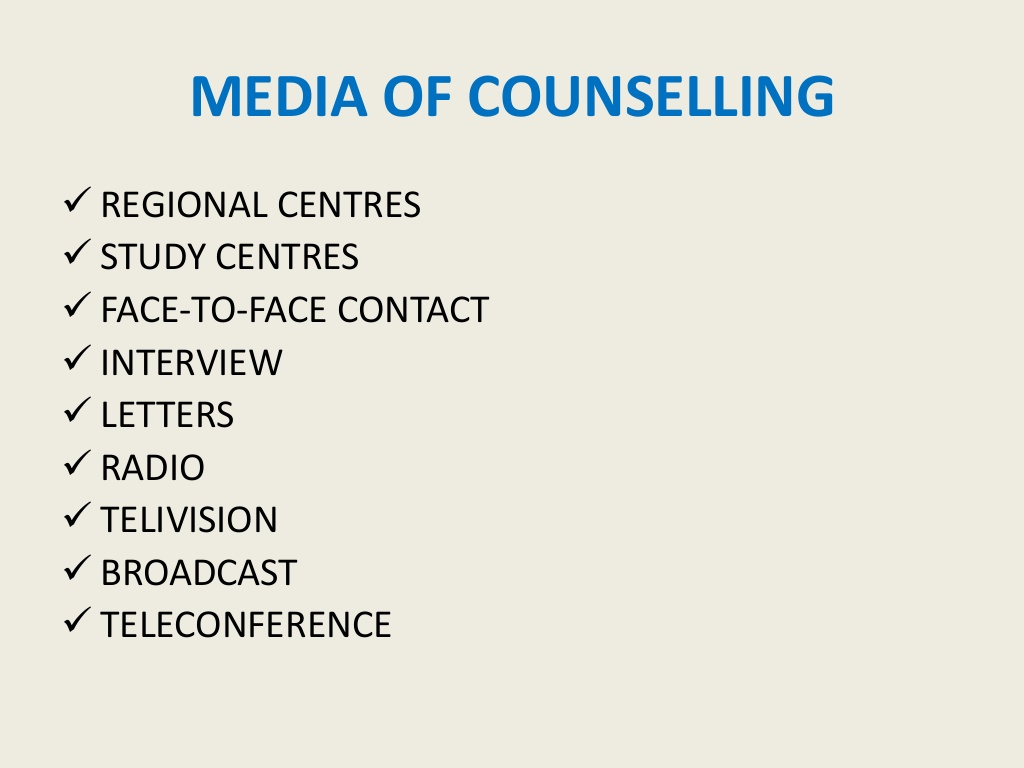 MEDIA OF COUNSELLING
✓ REGIONAL CENTRES
✓ STUDY CENTRES
✓ FACE-TO-FACE CONTACT
✓ INTERVIEW
✓ LETTERS
✓ RADIO
✓ TELIVISION
✓ BROADCAST
✓ TELECONFERENCE